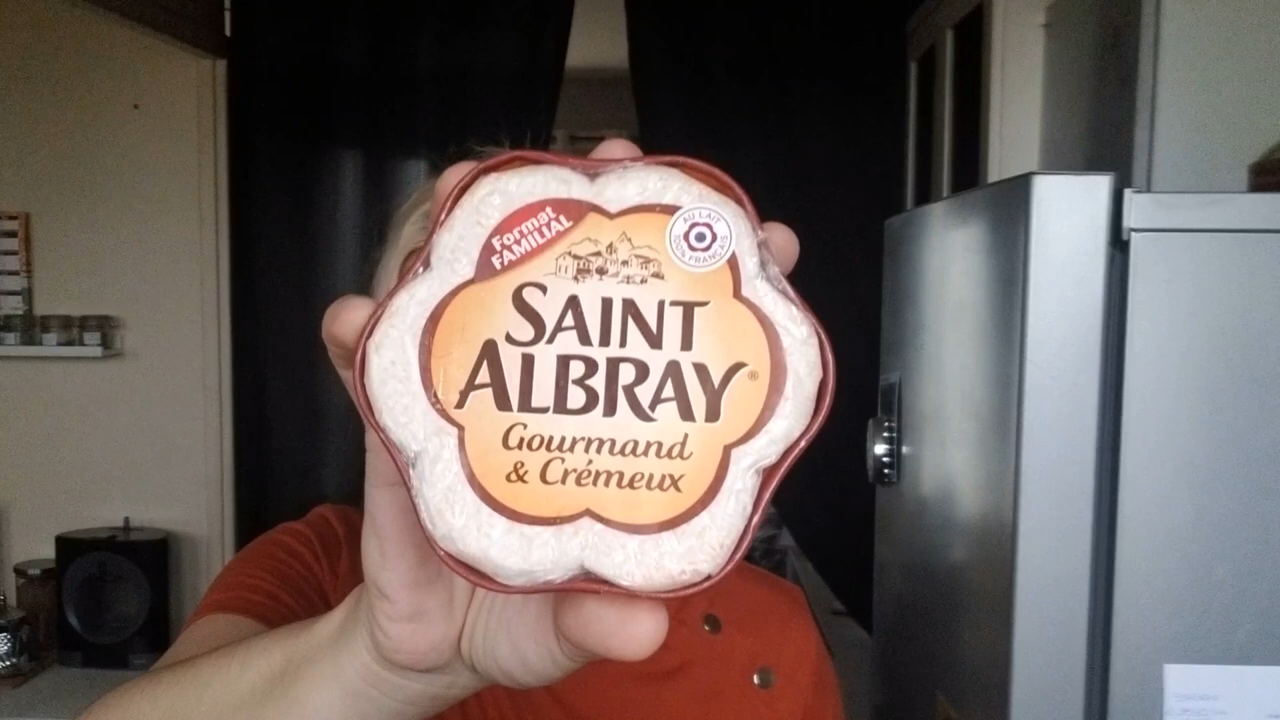 Format
FAMILIAL
AU LAIT
100% FRANÇAIS
SAINT
ALBRAY®
Gourmand
& Crémeux